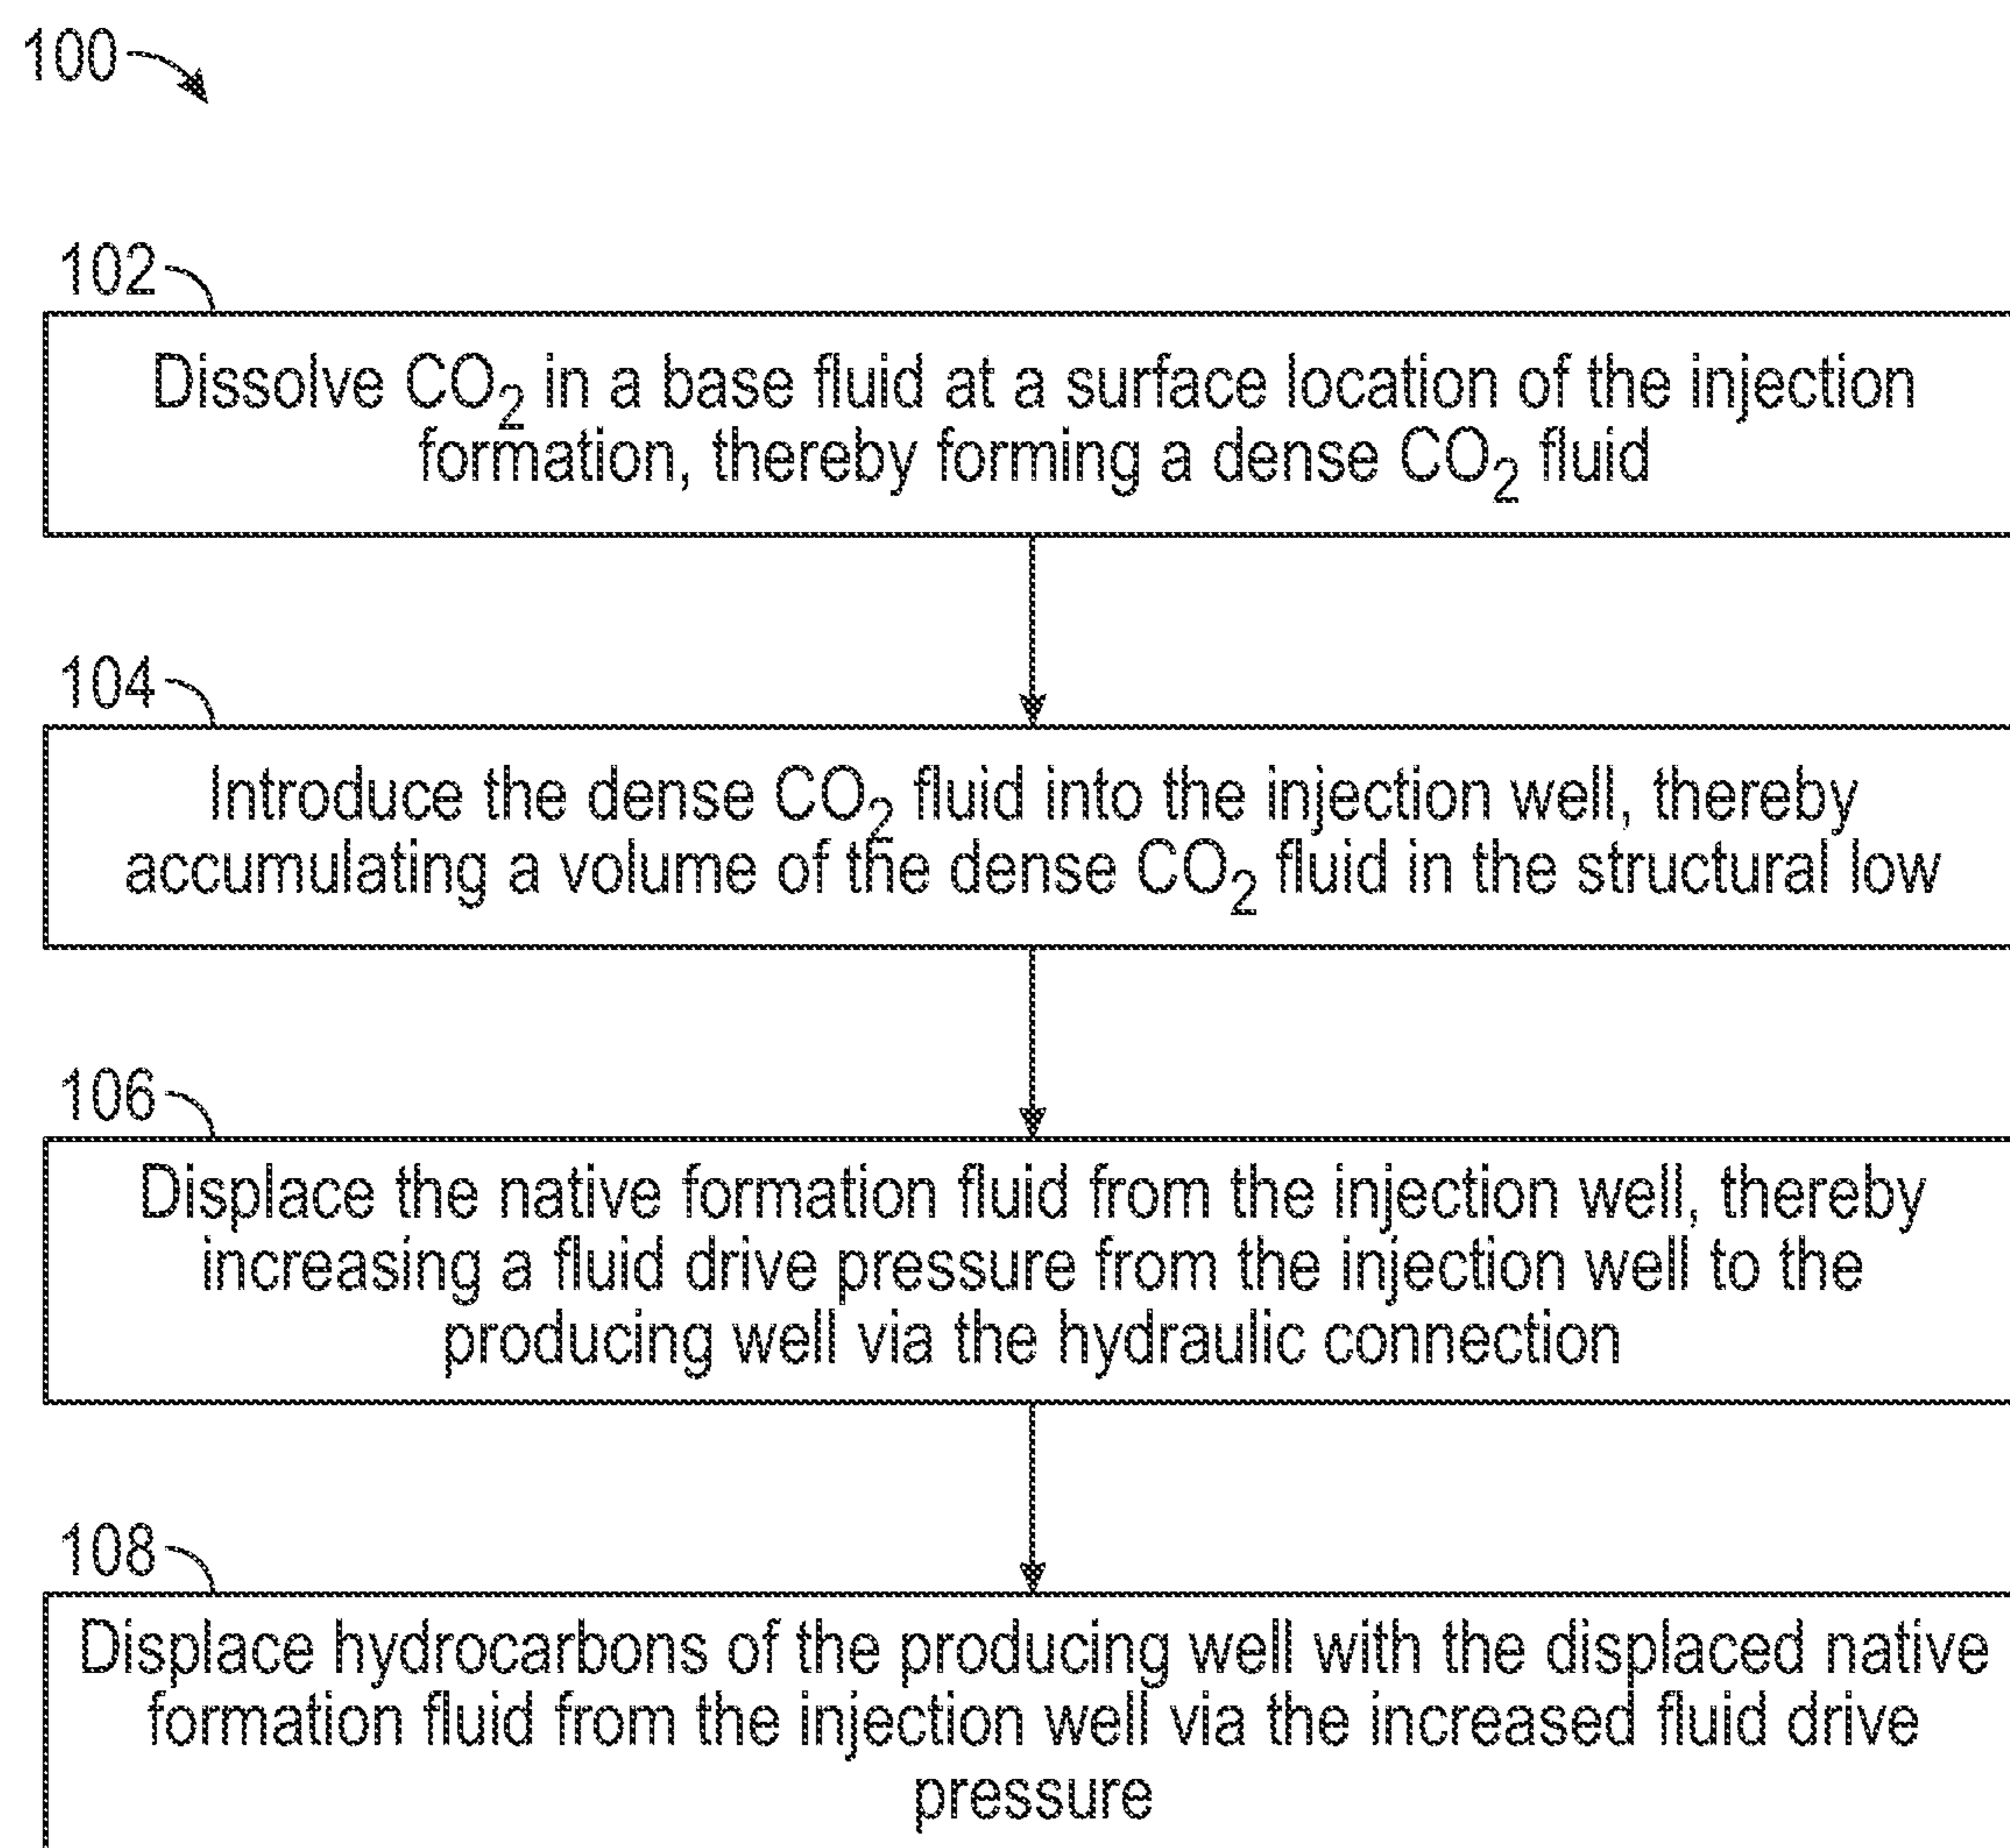 100
102
Dissolve CO₂ in a base fluid at a surface location of the injection
formation, thereby forming a dense CO₂ fluid
104
Introduce the dense CO₂ fluid into the injection well, thereby
accumulating a volume of the dense CO₂ fluid in the structural low
106
Displace the native formation fluid from the injection well, thereby
increasing a fluid drive pressure from the injection well to the
producing well via the hydraulic connection
108
Displace hydrocarbons of the producing well with the displaced native
formation fluid from the injection well via the increased fluid drive
pressure